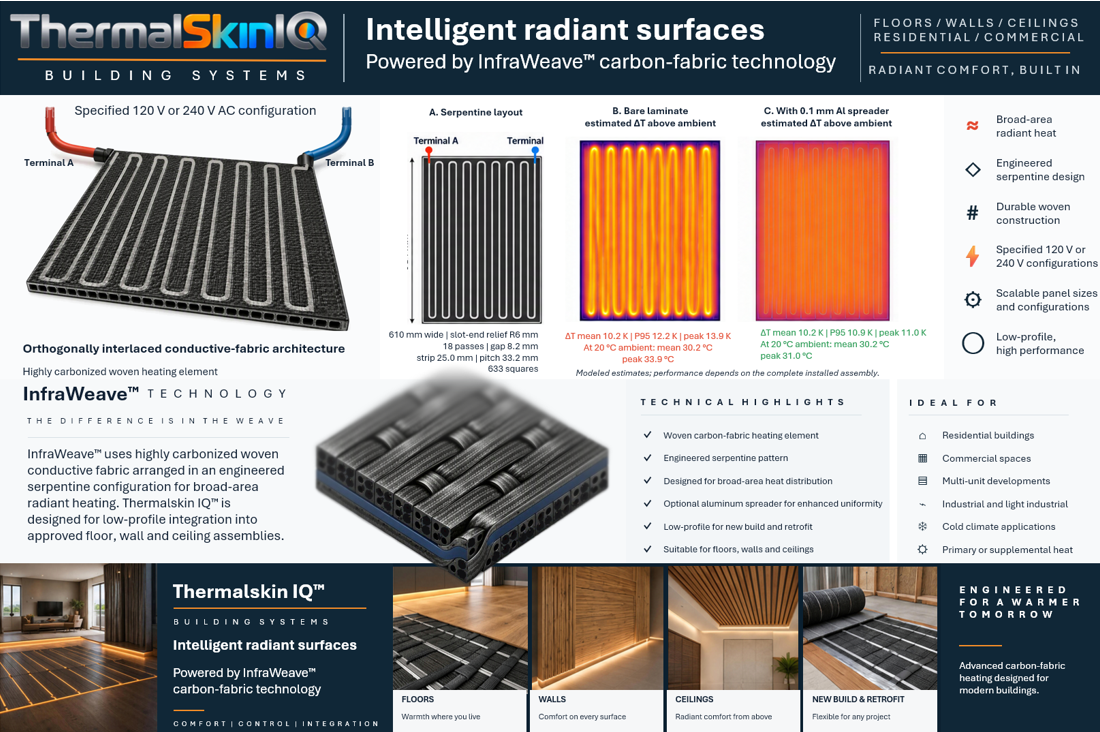 ThermalSkinIQ
BUILDING SYSTEMS
Intelligent radiant surfaces
Powered by InfraWeave™ carbon-fabric technology
FLOORS / WALLS / CEILINGS
RESIDENTIAL / COMMERCIAL
RADIANT COMFORT, BUILT IN
Specified 120 V or 240 V AC configuration
Terminal A
Terminal B
Orthogonally interlaced conductive-fabric architecture
Highly carbonized woven heating element
A. Serpentine layout
Terminal A
Terminal
610 mm wide | slot-end relief R6 mm
18 passes | gap 8.2 mm
strip 25.0 mm | pitch 33.2 mm
633 squares
B. Bare laminate
estimated ΔT above ambient
ΔT mean 10.2 K | P95 12.2 K | peak 13.9 K
At 20 °C ambient: mean 30.2 °C
peak 33.9 °C
C. With 0.1 mm Al spreader
estimated ΔT above ambient
ΔT mean 10.2 K | P95 10.9 K | peak 11.0 K
At 20 °C ambient: mean 30.2 °C
peak 31.0 °C
Modeled estimates; performance depends on the complete installed assembly.
Broad-area
radiant heat
Engineered
serpentine design
#
Durable woven
construction
Specified 120 V or
240 V configurations
Scalable panel sizes
and configurations
Low-profile,
high performance
InfraWeave™ TECHNOLOGY
THE DIFFERENCE IS IN THE WEAVE
InfraWeave™ uses highly carbonized woven
conductive fabric arranged in an engineered
serpentine configuration for broad-area
radiant heating. Thermalskin IQ™ is
designed for low-profile integration into
approved floor, wall and ceiling assemblies.
TECHNICAL HIGHLIGHTS
Woven carbon-fabric heating element
Engineered serpentine pattern
Designed for broad-area heat distribution
Optional aluminum spreader for enhanced uniformity
Low-profile for new build and retrofit
Suitable for floors, walls and ceilings
IDEAL FOR
Residential buildings
Commercial spaces
Multi-unit developments
Industrial and light industrial
Cold climate applications
Primary or supplemental heat
Thermalskin IQ™
BUILDING SYSTEMS
Intelligent radiant surfaces
Powered by InfraWeave™
carbon-fabric technology
COMFORT | CONTROL | INTEGRATION
FLOORS
Warmth where you live
WALLS
Comfort on every surface
CEILINGS
Radiant comfort from above
NEW BUILD & RETROFIT
Flexible for any project
ENGINEERED
FOR A WARMER
TOMORROW
Advanced carbon-fabric
heating designed for
modern buildings.